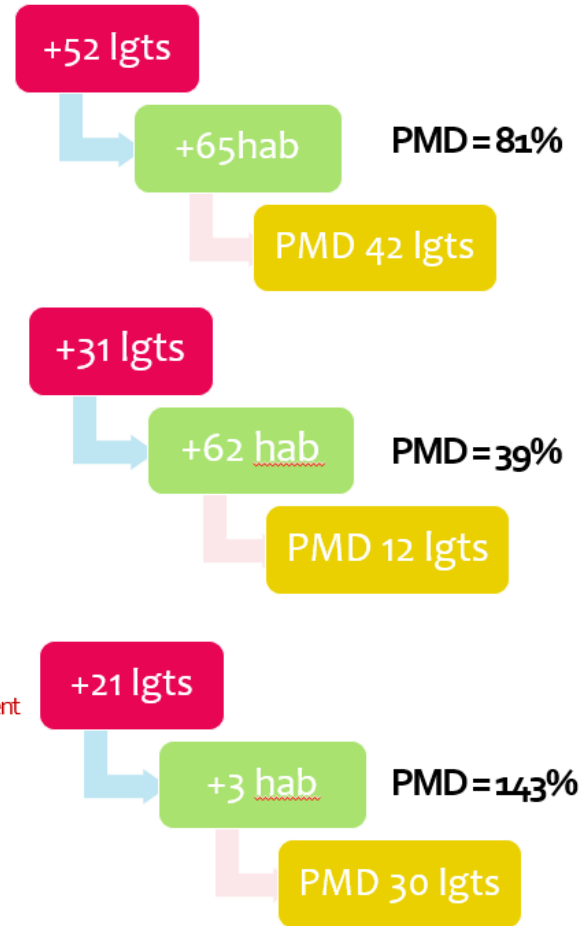 +52 lgts
+65hab
PMD = 81%
PMD 42 lgts
+31 lgts
+62 hab
PMD = 39%
PMD 12 lgts
+21 lgts
+3 hab
PMD = 143%
PMD 30 lgts